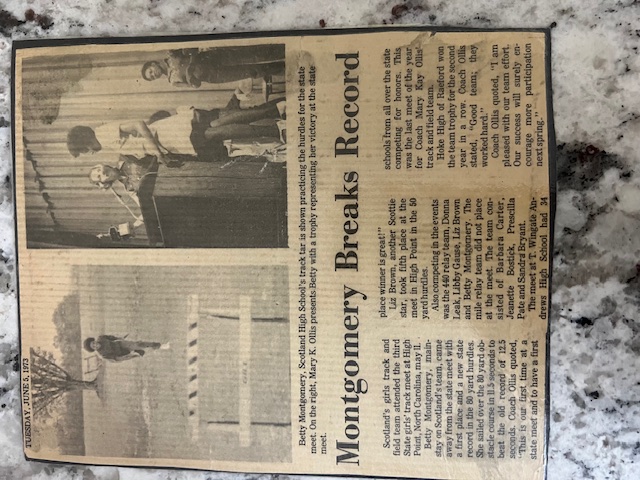 TUESDAY, JUNE 5, 1973
Betty Montgomery, Scotland High School's track tar is shown practicing the hurdles for the state
meet. On the right, Mary K. Ollis presents Betty with a trophy representing her victory at the state
meet.
Montgomery Breaks Record
Scotland's girls track and
field team attended the third
State girls' track meet at High
Point, North Carolina, may 11.
Betty Montgomery, main-
stay on Scotland's team, came
away from the state meet with
a first place and a new state
record in the 80 yard hurdles.
She sailed over the 80 yard ob-
stacle course in 11.5 seconds to
beat the old record of 12.5
seconds. Coach Ollis quoted,
"This is our first time at a
state meet and to have a first
place winner is great!"
Liz Brown, another Scottie
star, took fifth place at the
meet in High Point in the 50
yard hurdles.
Also competing in the events
was the 440 relay team, Donna
Leak, Libby Gause, Liz Brown
and Betty Montgomery. The
mile relay team did not place
at the meet. The team con-
sisted of Barbara Carter,
Jeanette Bostick, Prescilla
Pate and Sandra Bryant.
The meet at T. Wingate An-
drews High School had 34
schools from all over the state
competing for honors. This
was the last meet of the year
for Coach Mary Kay Ollis'
track and field team.
Hoke High of Raeford won
the team trophy for the second
year in a row. Coach Ollis
stated, "Good team; they
worked hard."
Coach Ollis quoted, "I am
pleased with our team effort.
Our success will surely en-
courage more participation
next spring."